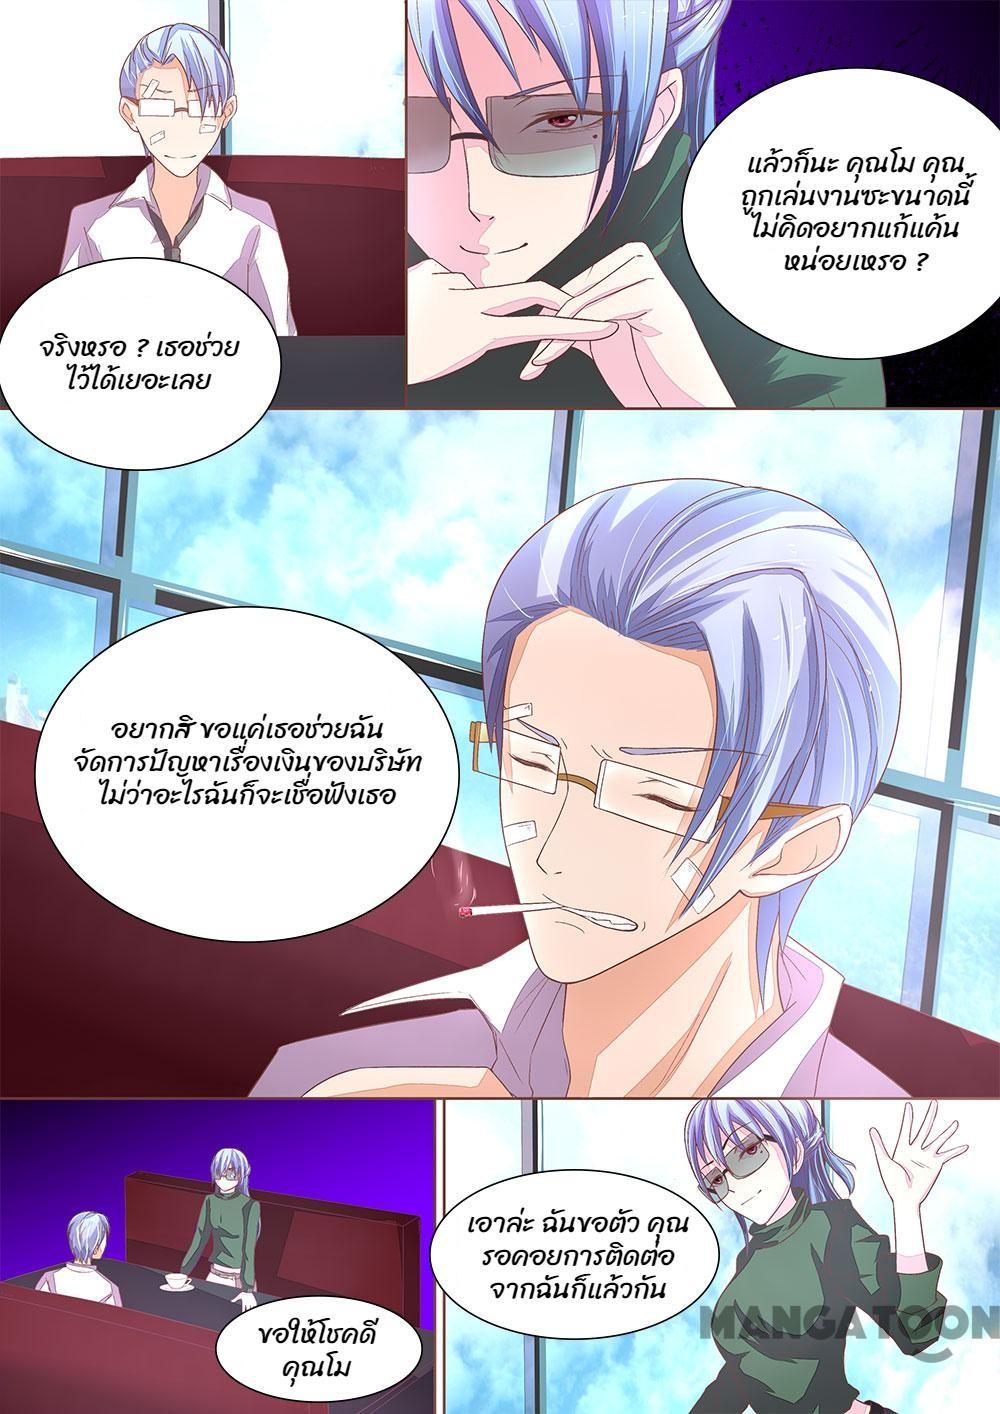 จริงหรอ ? เธอช่วย
ไว้ได้เยอะเลย
แล้วก็นะ คุณโม คุณ
ถูกเล่นงานซะขนาดนี้
ไม่คิดอยากแก้แค้น
หน่อยเหรอ ?
อยากสิ ขอแค่เธอช่วยฉัน
จัดการปัญหาเรื่องเงินของบริษัท
ไม่ว่าอะไรฉันก็จะเชื่อฟังเธอ
ขอให้โชคดี
คุณโม
เอาล่ะ ฉันขอตัว คุณ
รอคอยการติดต่อ
จากฉันก็แล้วกัน
MANGATOON